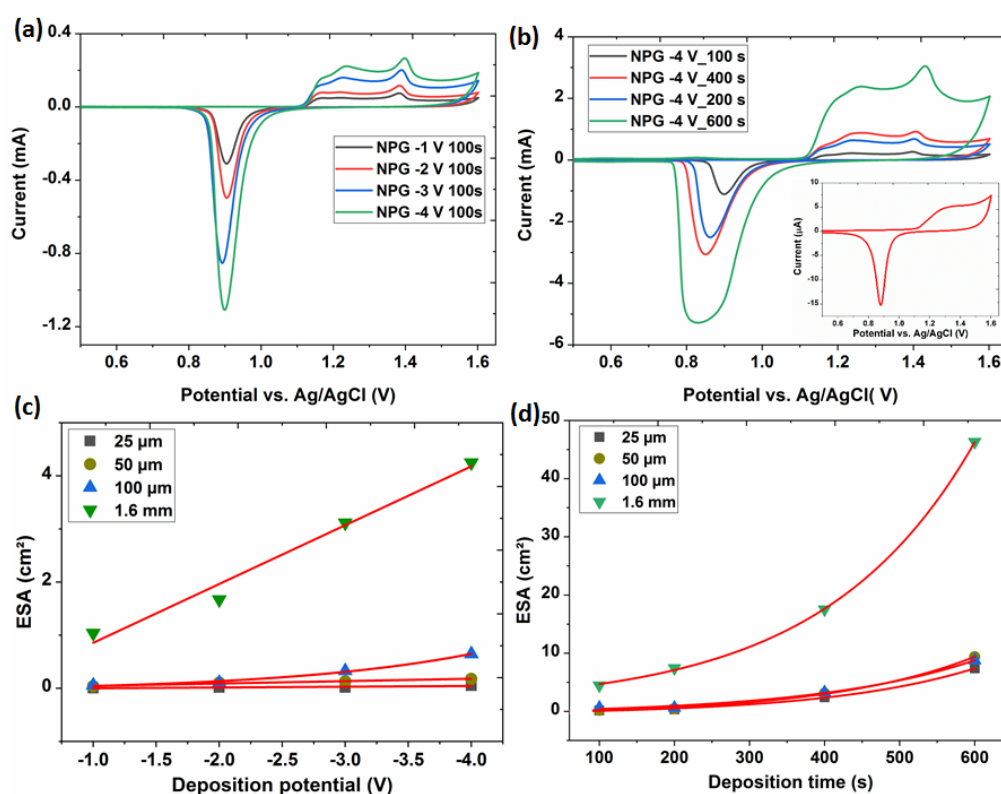 (a)
0.4
0.0
-0.4
-0.8
-1.2
Current (mA)
NPG -1 V 100s
NPG -2 V 100s
NPG -3 V 100s
NPG -4 V 100s
0.6 0.8 1.0 1.2 1.4 1.6
Potential vs. Ag/AgCl (V)
(b)
4
2
0
-2
-4
-6
Current (mA)
NPG -4 V_100 s
NPG -4 V_400 s
NPG -4 V_200 s
NPG -4 V_600 s
10
5
0
-5
-10
-15
Current (μA)
0.6 0.8 1.0 1.2 1.4 1.6
Potential vs. Ag/AgCl (V)
0.6 0.8 1.0 1.2 1.4 1.6
Potential vs. Ag/AgCl( V)
(c)
25 μm
50 μm
100 μm
1.6 mm
4
2
0
ESA (cm²)
-1.0 -1.5 -2.0 -2.5 -3.0 -3.5 -4.0
Deposition potential (V)
(d)
50
40
30
20
10
0
ESA (cm²)
25 μm
50 μm
100 μm
1.6 mm
100 200 300 400 500 600
Deposition time (s)